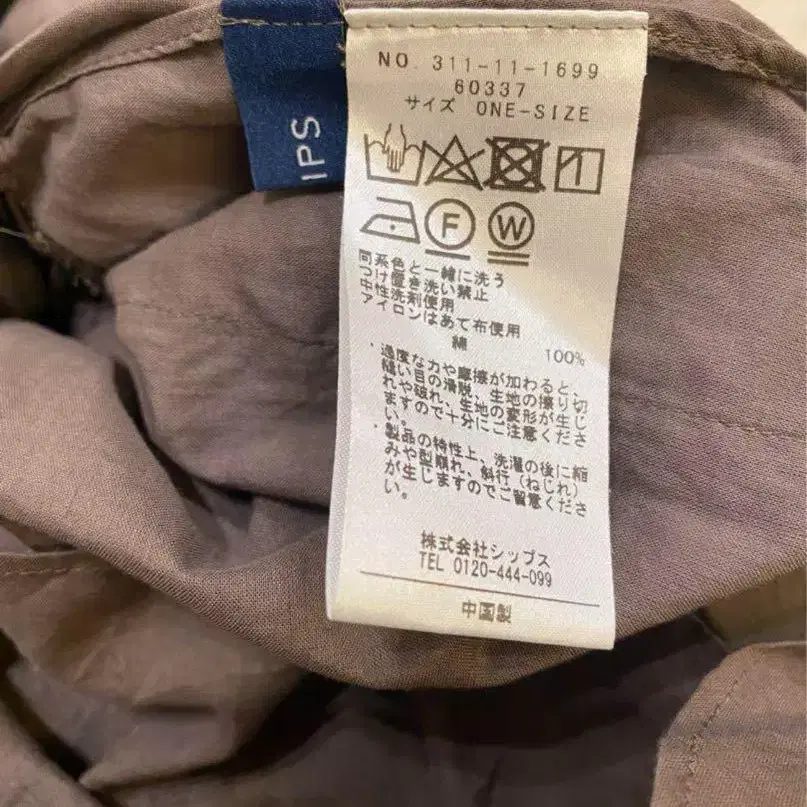 IPS
NO. 311-11-1699
60337
サイズ ONE-SIZE
F W
同系色と一緒に洗う
つけ置き洗い禁止
中性洗剤使用
アイロンはあて布使用
綿 100%
・過度な力や摩擦が加わると、
縫い目の滑脱、生地の擦り切
れや破れ、生地の変形が生じ
ますので十分にご注意くださ
い。
・製品の特性上、洗濯の後に縮
みや型崩れ、斜行(ねじれ)
が生じますのでご留意くださ
い。
株式会社シップス
TEL 0120-444-099
中国製